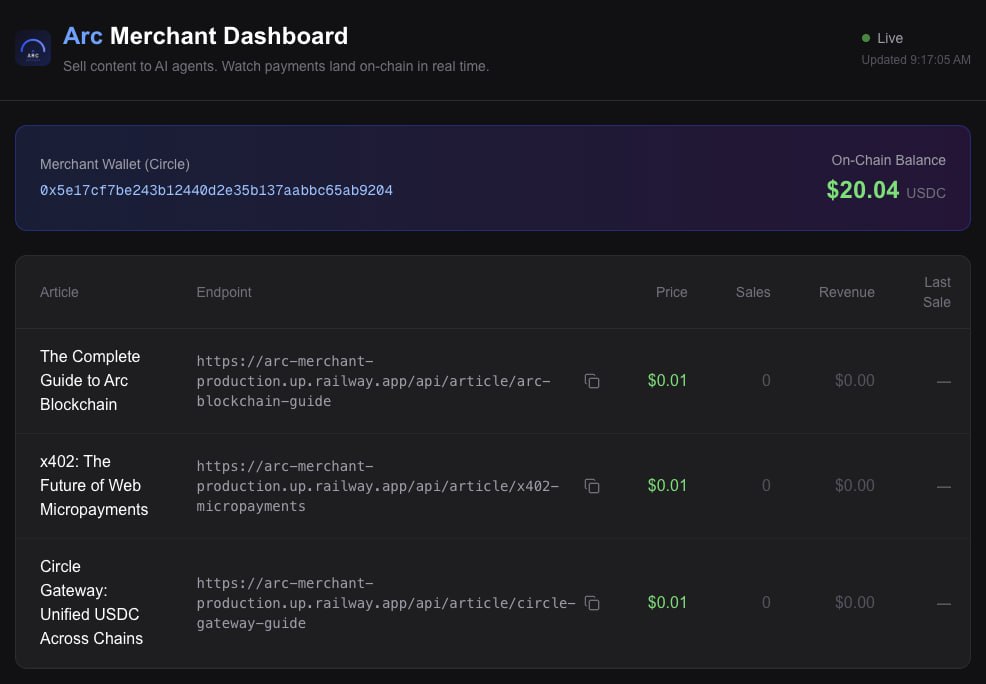 ARC
Arc Merchant Dashboard
Sell content to AI agents. Watch payments land on-chain in real time.
Live
Updated 9:17:05 AM
Merchant Wallet (Circle)
0x5e17cf7be243b12440d2e35b137aabbc65ab9204
On-Chain Balance
$20.04 USDC
Article Endpoint Price Sales Revenue Last
Sale
The Complete
Guide to Arc
Blockchain
https://arc-merchant-
production.up.railway.app/api/article/arc-
blockchain-guide
$0.01 0 $0.00 —
x402: The
Future of Web
Micropayments
https://arc-merchant-
production.up.railway.app/api/article/x402-
micropayments
$0.01 0 $0.00 —
Circle
Gateway:
Unified USDC
Across Chains
https://arc-merchant-
production.up.railway.app/api/article/circle-
gateway-guide
$0.01 0 $0.00 —